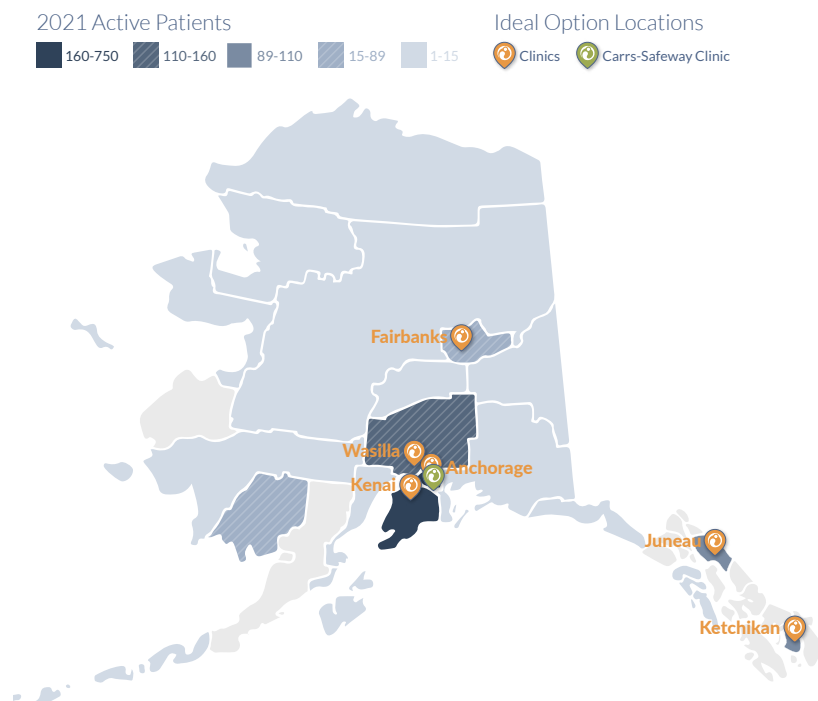 2021 Active Patients
Ideal Option Locations
160-750
110-160
89-110
15-89
1-15
Clinics
Carrs-Safeway Clinic
Fairbanks
Wasilla
Anchorage
Kenai
Juneau
Ketchikan